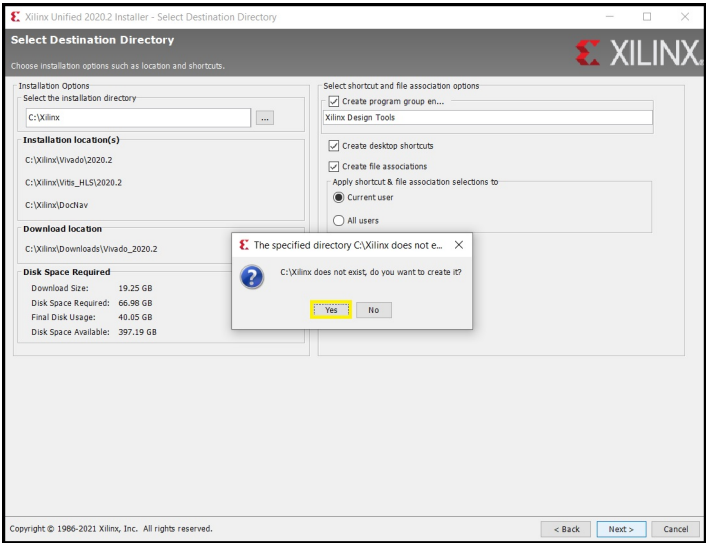 Xilinx Unified 2020.2 Installer - Select Destination Directory
Select Destination Directory
Choose installation options such as location and shortcuts.
XILINX.
Installation Options
Select the installation directory
C:\Xilinx
...
Installation location(s)
C:\Xilinx\Vivado\2020.2
C:\Xilinx\Vitis_HLS\2020.2
C:\Xilinx\DocNav
Download location
C:\Xilinx\Downloads\Vivado_2020.2
Disk Space Required
Download Size: 19.25 GB
Disk Space Required: 66.98 GB
Final Disk Usage: 40.05 GB
Disk Space Available: 397.19 GB
Select shortcut and file association options
Create program group en...
Xilinx Design Tools
Create desktop shortcuts
Create file associations
Apply shortcut & file association selections to
Current user
All users
The specified directory C:\Xilinx does not e...
C:\Xilinx does not exist, do you want to create it?
Yes No
Copyright © 1986-2021 Xilinx, Inc. All rights reserved.
< Back Next > Cancel